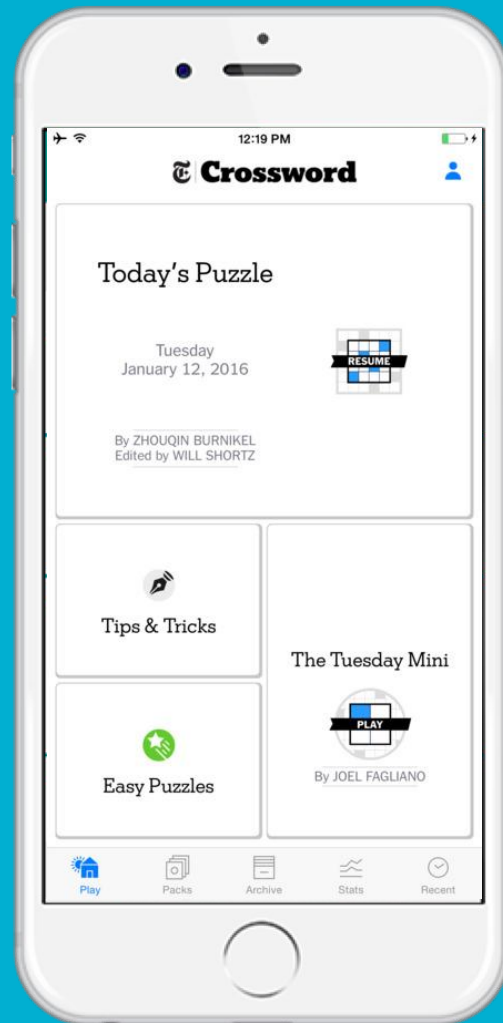 12:19 PM
T Crossword
Today's Puzzle
Tuesday
January 12, 2016
RESUME
By ZHOUQIN BURNIKEL
Edited by WILL SHORTZ
Tips & Tricks
The Tuesday Mini
PLAY
By JOEL FAGLIANO
Easy Puzzles
Play
Packs
Archive
Stats
Recent